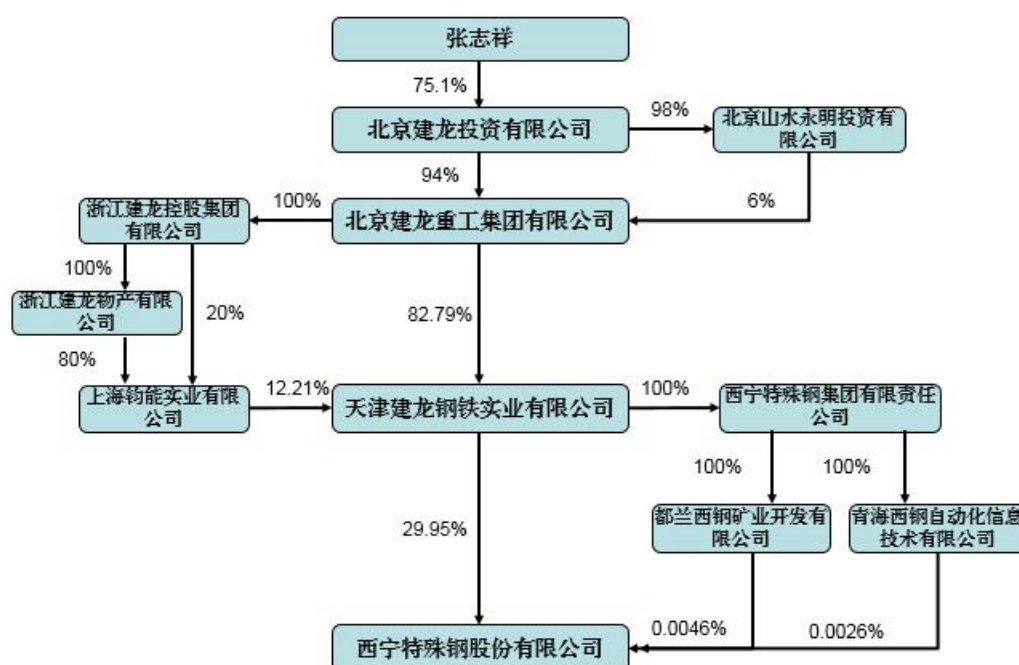 张志祥
75.1%
北京建龙投资有限公司
98%
北京山水永明投资有
限公司
94%
6%
浙江建龙控股集团
有限公司
100%
北京建龙重工集团有限公司
100%
浙江建龙物产有限
公司
20%
82.79%
80%
上海钧能实业有限
公司
12.21%
天津建龙钢铁实业有限公司
100%
西宁特殊钢集团有限责任
公司
100%
100%
都兰西钢矿业开发有
限公司
青海西钢自动化信息
技术有限公司
29.95%
西宁特殊钢股份有限公司
0.0046%
0.0026%